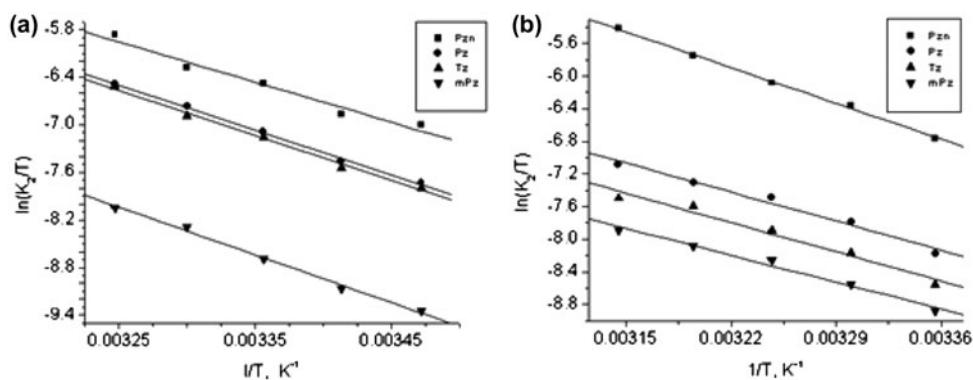 (a)
-5.8
-6.4
-7.0
-7.6
-8.2
-8.8
-9.4
ln(K2/T)
Pzn
Pz
Tz
mPz
0.00325
0.00335
0.00345
I/T, K-1
(b)
-5.6
-6.0
-6.4
-6.8
-7.2
-7.6
-8.0
-8.4
-8.8
ln(K2/T)
Pzn
Pz
Tz
mPz
0.00315
0.00322
0.00329
0.00336
1/T, K-1